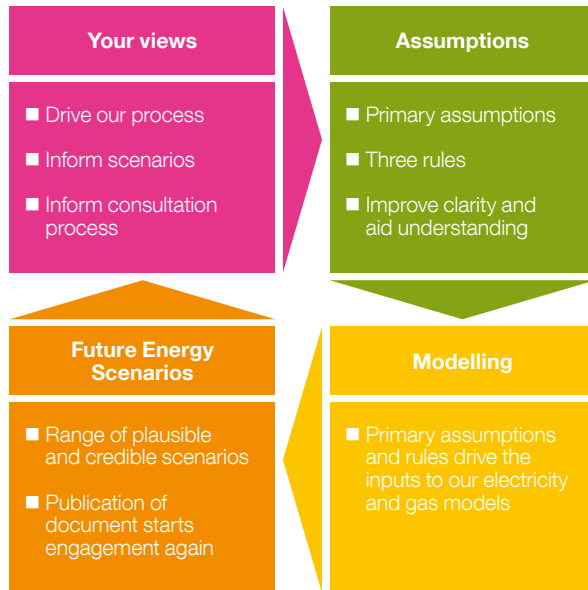 Your views
■ Drive our process
■ Inform scenarios
■ Inform consultation
process
Assumptions
■ Primary assumptions
■ Three rules
■ Improve clarity and
aid understanding
Future Energy
Scenarios
■ Range of plausible
and credible scenarios
■ Publication of
document starts
engagement again
Modelling
■ Primary assumptions
and rules drive the
inputs to our electricity
and gas models